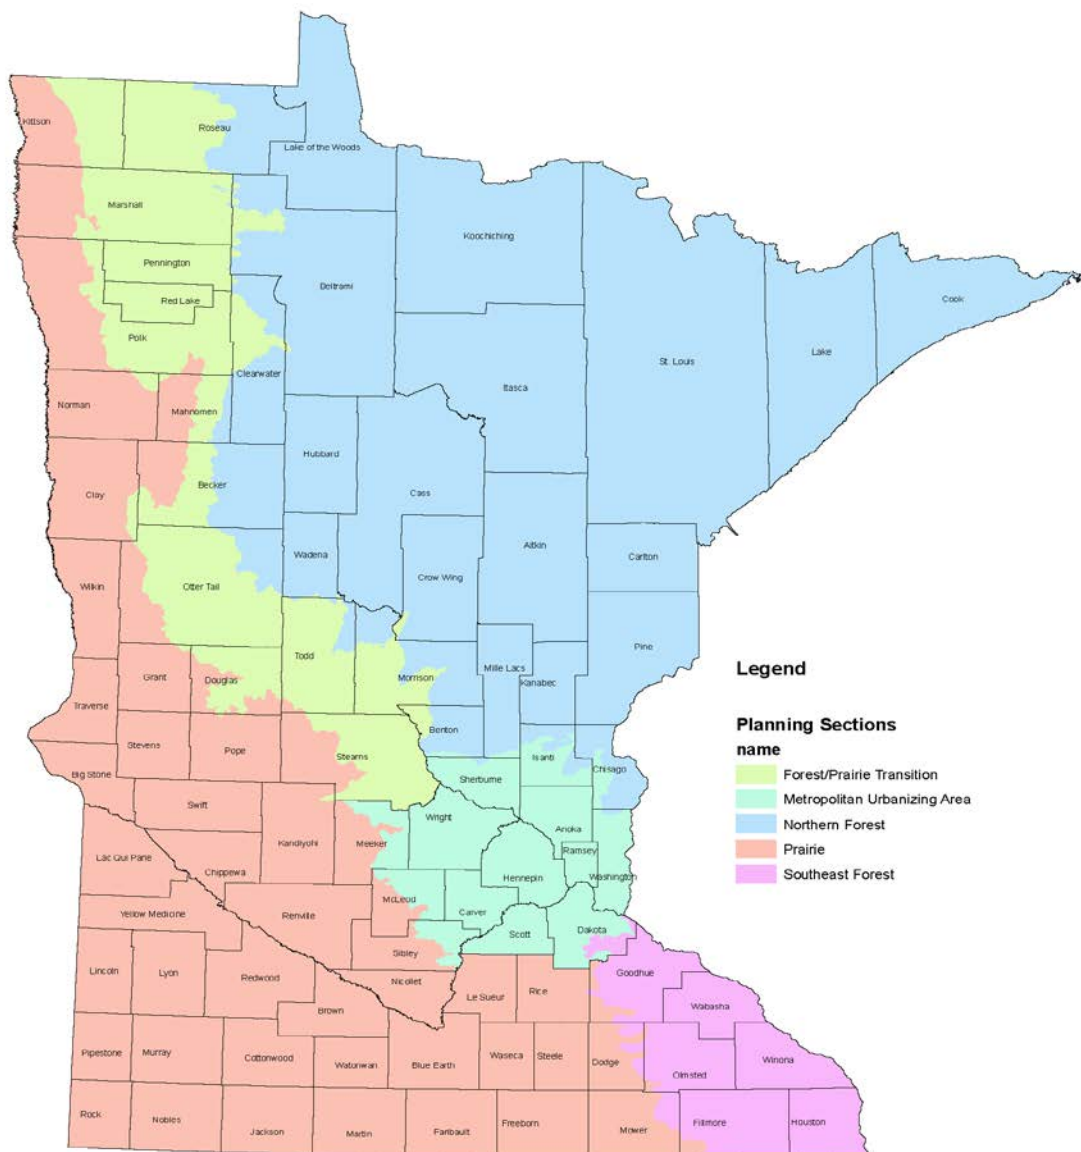 Kittson
Roseau
Lake of the Woods
Marshall
Koochiching
Pennington
Beltrami
Red Lake
Cook
Polk
St. Louis
Lake
Clearwater
Itasca
Norman
Mahnomen
Hubbard
Becker
Clay
Cass
Aitkin
Wadena
Carlton
Crow Wing
Wilkin
Otter Tail
Pine
Todd
Mille Lacs
Grant
Morrison
Douglas
Kanabec
Traverse
Benton
Stevens
Pope
Stearns
Isanti
Big Stone
Sherburne
Chisago
Swift
Wright
Anoka
Kandiyohi
Meeker
Ramsey
Lac Qui Parle
Chippewa
Hennepin
Washington
McLeod
Yellow Medicine
Renville
Carver
Scott
Dakota
Sibley
Lincoln
Lyon
Redwood
Nicollet
Goodhue
Le Sueur
Rice
Brown
Wabasha
Pipestone
Murray
Cottonwood
Watonwan
Blue Earth
Waseca
Steele
Dodge
Winona
Olmsted
Rock
Nobles
Jackson
Martin
Faribault
Freeborn
Mower
Fillmore
Houston
Legend
Planning Sections
name
Forest/Prairie Transition
Metropolitan Urbanizing Area
Northern Forest
Prairie
Southeast Forest